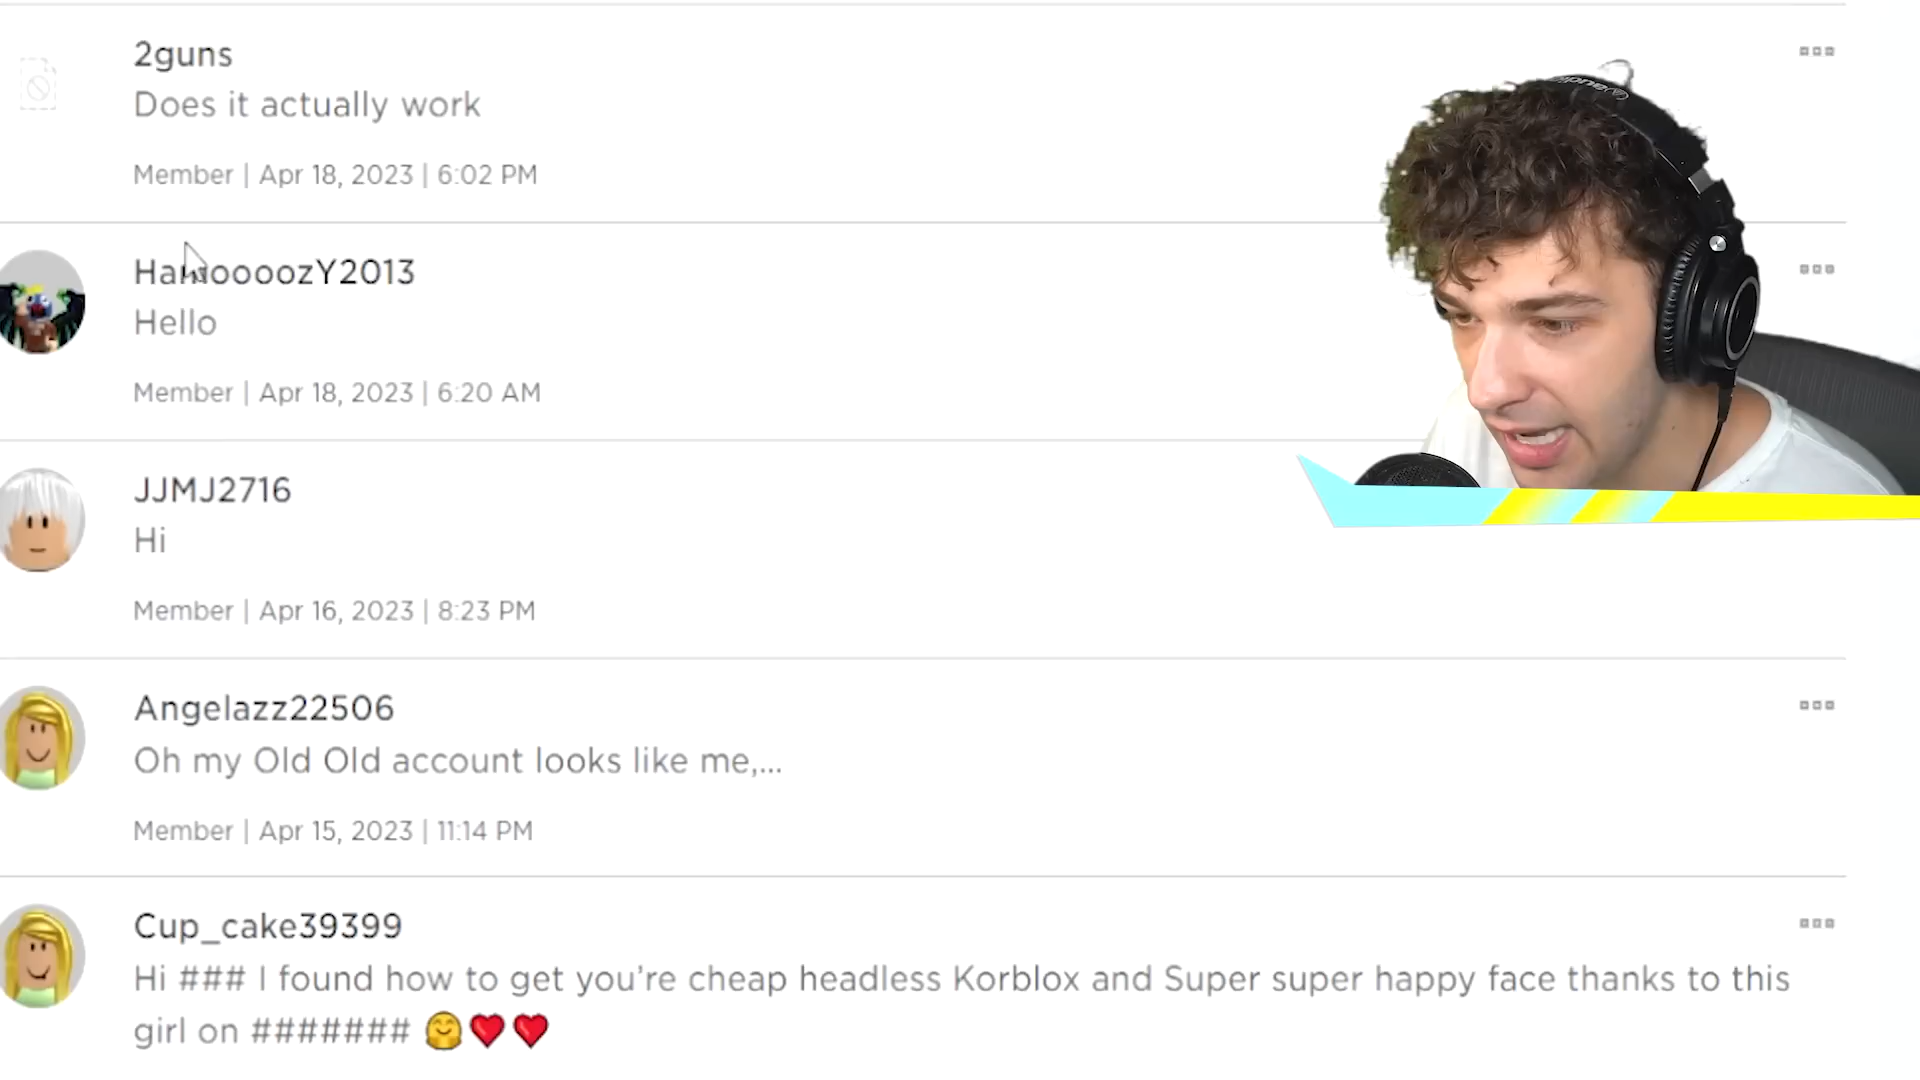 2guns
Does it actually work
Member | Apr 18, 2023 | 6:02 PM
Hello
Member | Apr 18, 2023 | 6:20 AM
JJMJ2716
Hi
Member | Apr 16, 2023 | 8:23 PM
Angelazz22506
Oh my Old Old account looks like me,...
Member | Apr 15, 2023 | 11:14 PM
Cup_cake39399
Hi ### I found how to get you're cheap headless Korblox and Super super happy face thanks to this
girl on ####### 🤗❤️❤️